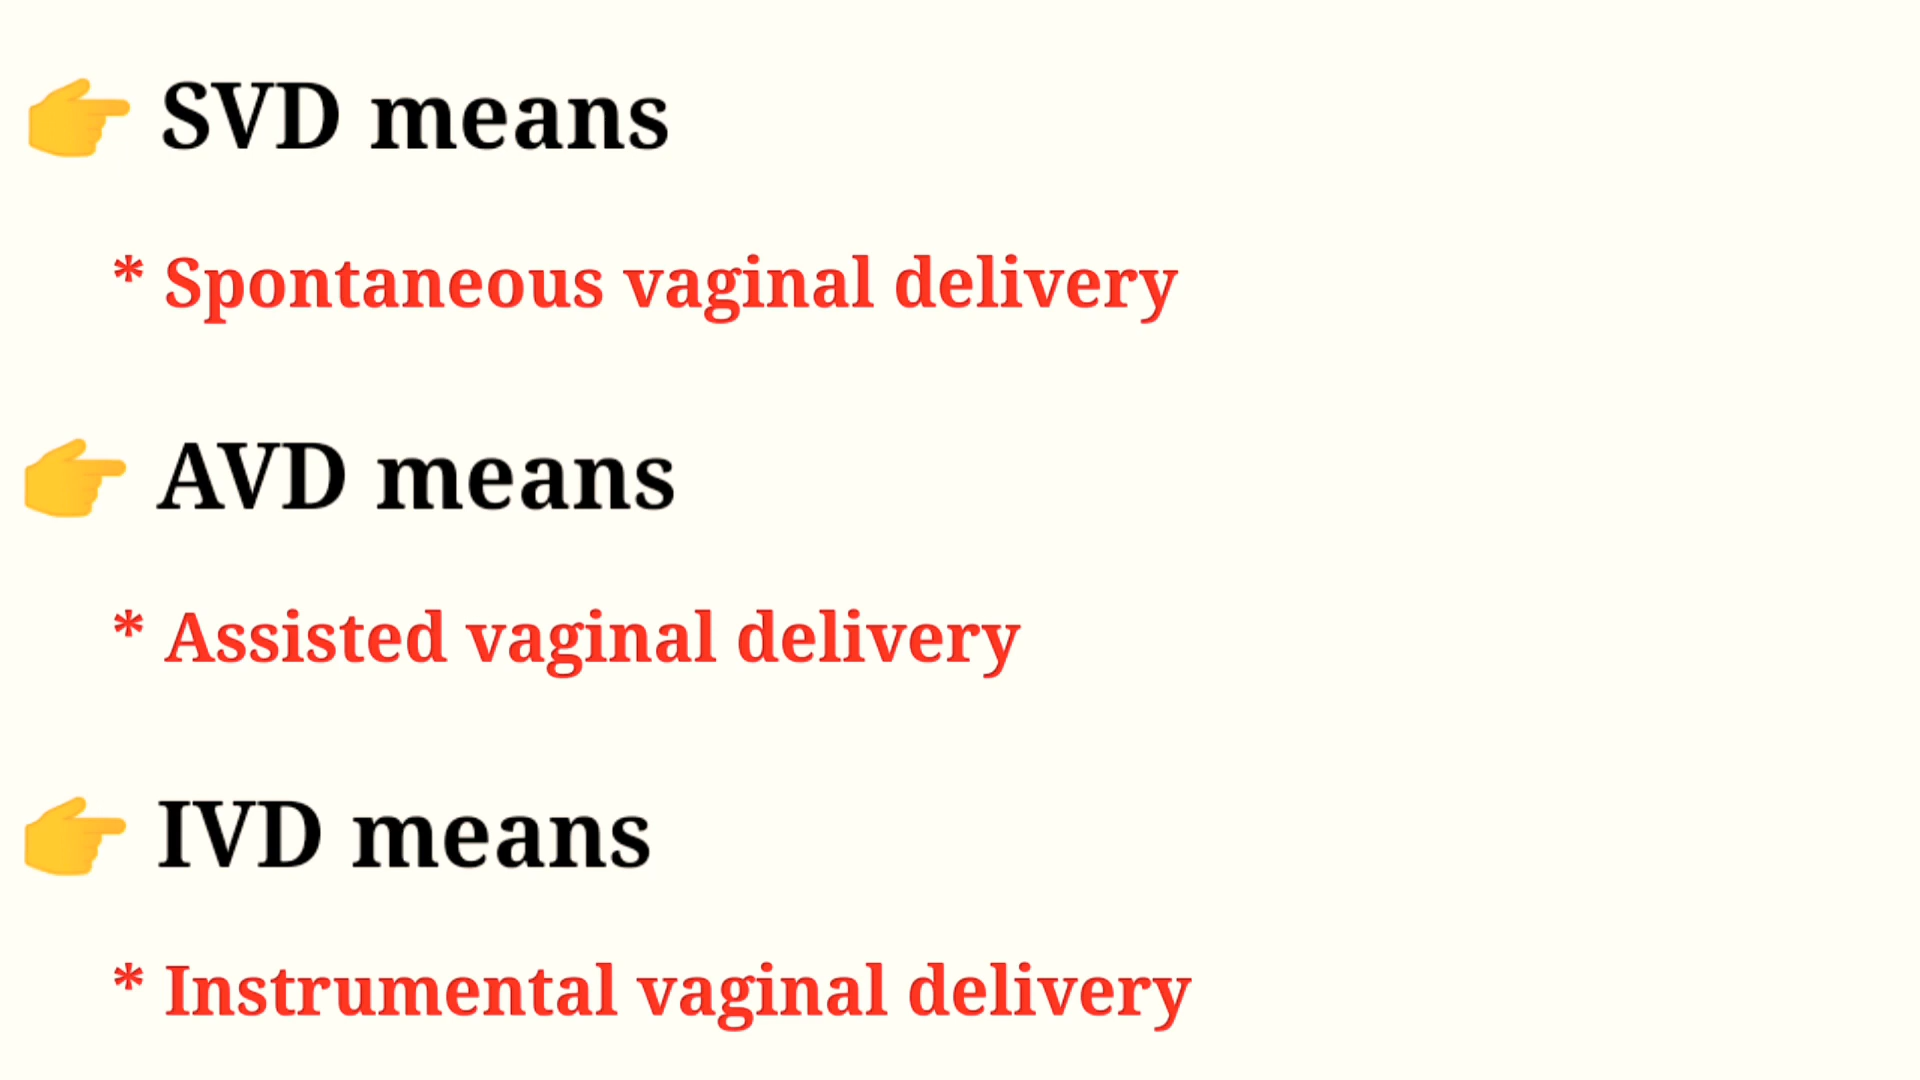 👉 SVD means
* Spontaneous vaginal delivery
👉 AVD means
* Assisted vaginal delivery
👉 IVD means
* Instrumental vaginal delivery